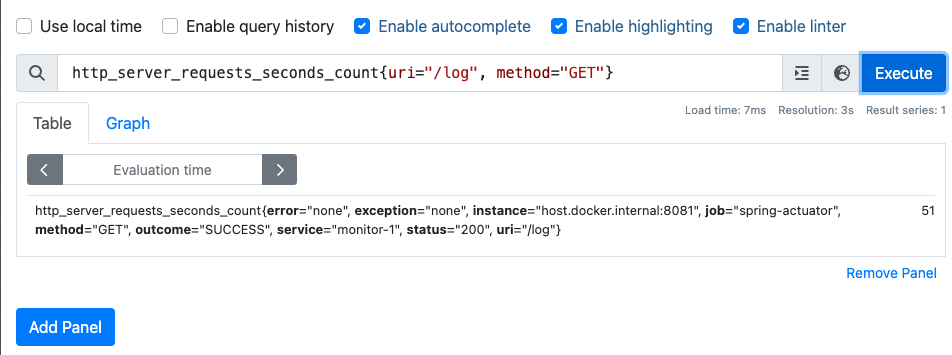 Use local time Enable query history Enable autocomplete Enable highlighting Enable linter
http_server_requests_seconds_count{uri="/log", method="GET"} Execute
Load time: 7ms Resolution: 3s Result series: 1
Table Graph
Evaluation time
http_server_requests_seconds_count{error="none", exception="none", instance="host.docker.internal:8081", job="spring-actuator", 51
method="GET", outcome="SUCCESS", service="monitor-1", status="200", uri="/log"}
Remove Panel
Add Panel